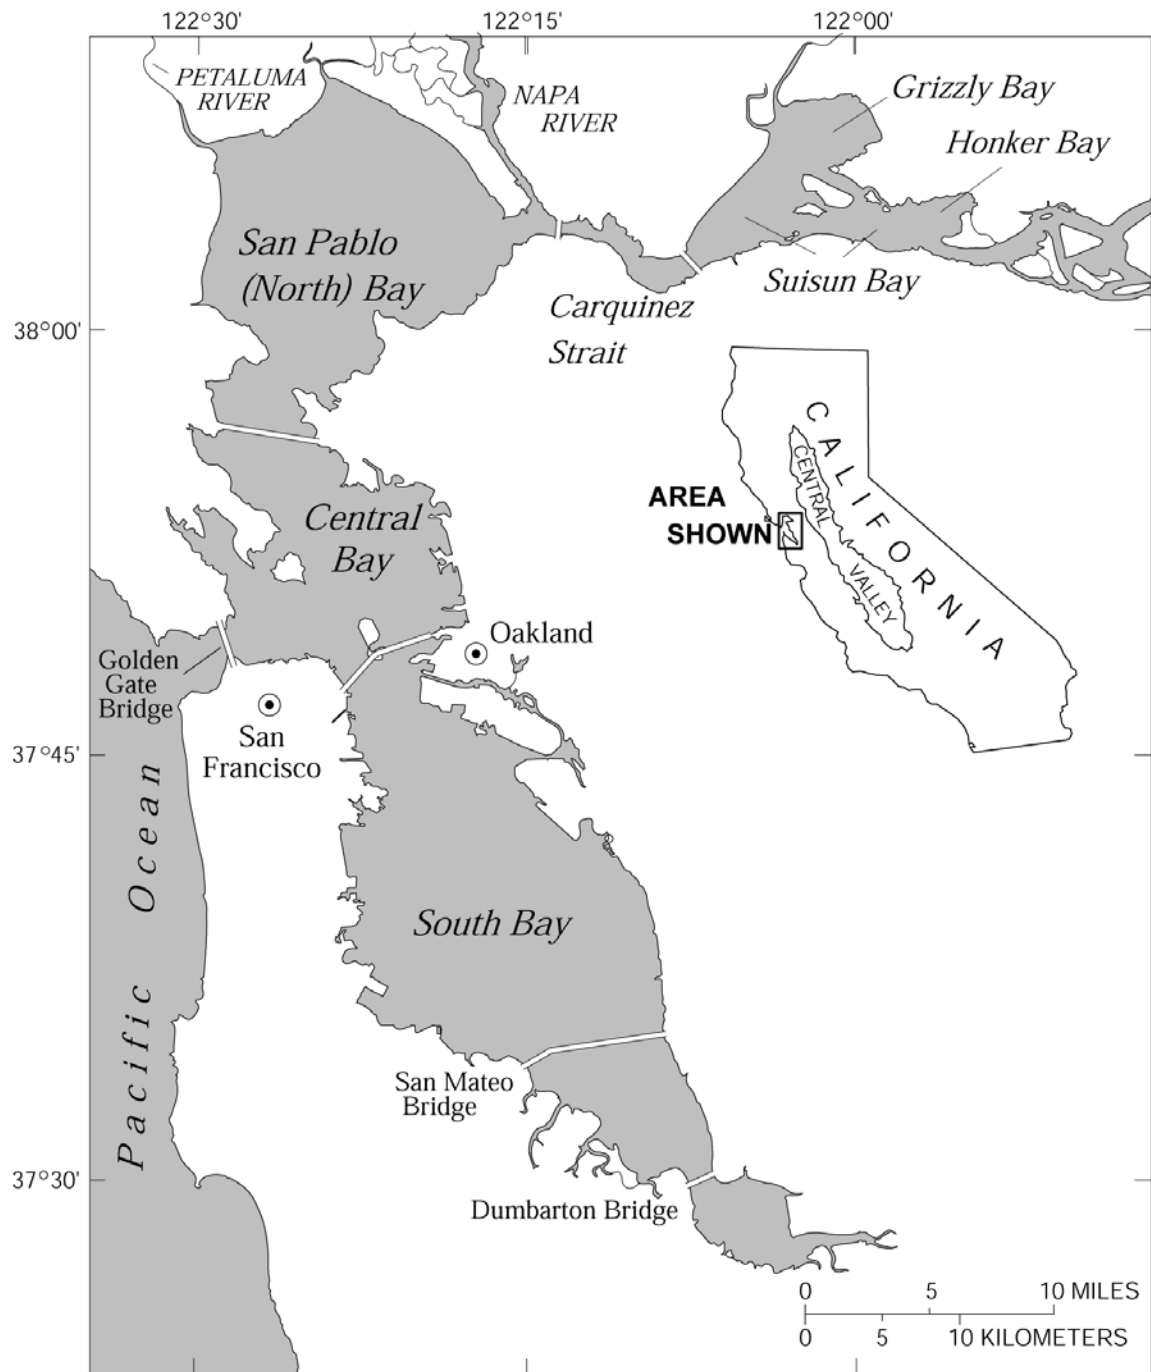 122°30'
122°15'
122°00'
PETALUMA
RIVER
NAPA
RIVER
Grizzly Bay
Honker Bay
San Pablo
(North) Bay
Suisun Bay
Carquinez
Strait
38°00'
CALIFORNIA
CENTRAL
VALLEY
AREA
SHOWN
Central
Bay
Oakland
Golden
Gate
Bridge
San
Francisco
37°45'
Pacific Ocean
South Bay
San Mateo
Bridge
37°30'
Dumbarton Bridge
0 5 10 MILES
0 5 10 KILOMETERS